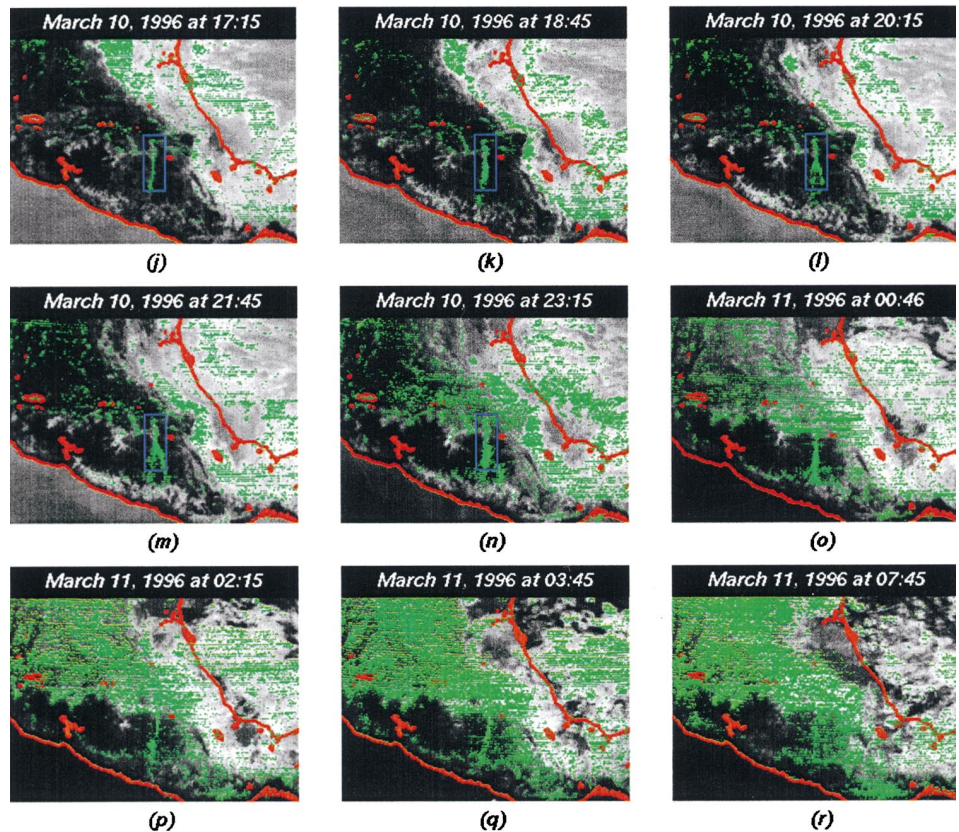 March 10, 1996 at 17:15
March 10, 1996 at 18:45
March 10, 1996 at 20:15
(j)
(k)
(l)
March 10, 1996 at 21:45
March 10, 1996 at 23:15
March 11, 1996 at 00:46
(m)
(n)
(o)
March 11, 1996 at 02:15
March 11, 1996 at 03:45
March 11, 1996 at 07:45
(p)
(q)
(r)